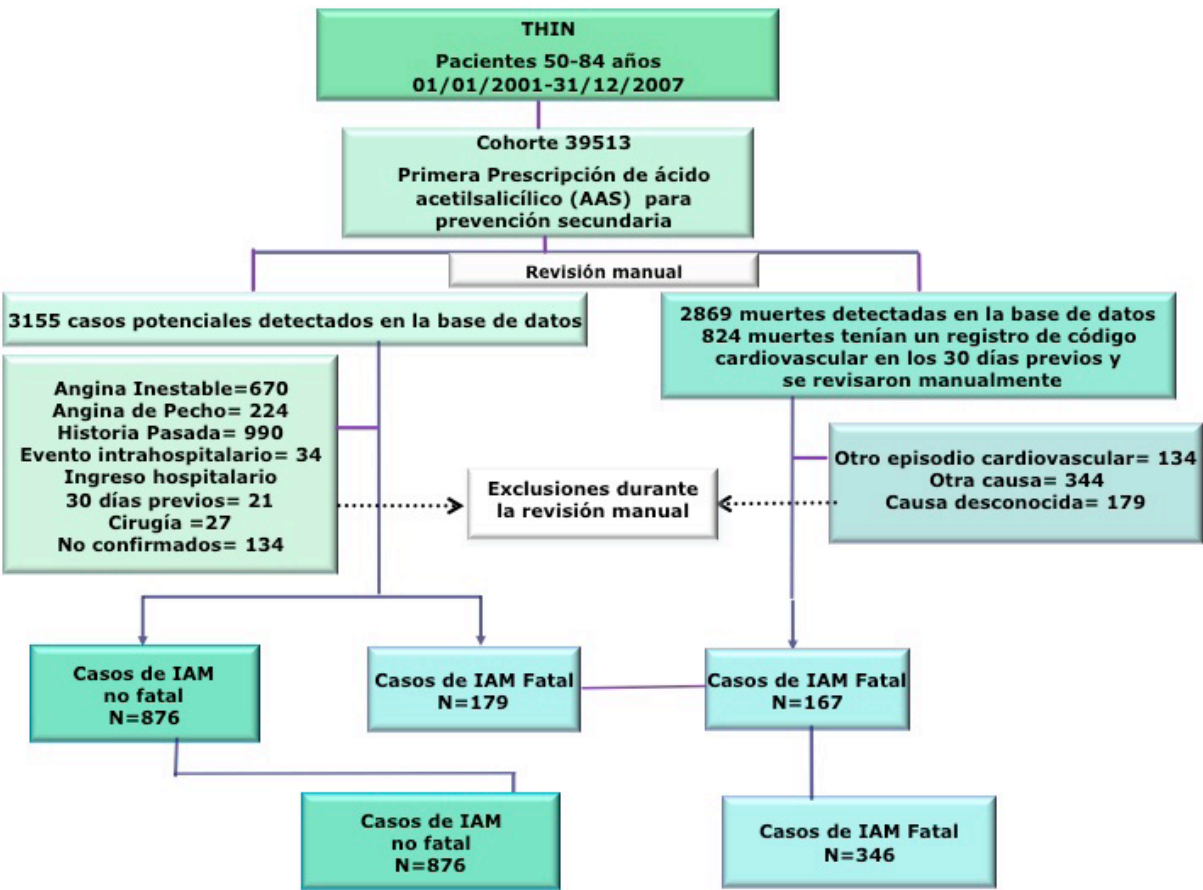 THIN
Pacientes 50-84 años
01/01/2001-31/12/2007
Cohorte 39513
Primera Prescripción de ácido
acetilsalicílico (AAS) para
prevención secundaria
Revisión manual
3155 casos potenciales detectados en la base de datos
2869 muertes detectadas en la base de datos
824 muertes tenían un registro de código
cardiovascular en los 30 días previos y
se revisaron manualmente
Angina Inestable=670
Angina de Pecho= 224
Historia Pasada= 990
Evento intrahospitalario= 34
Ingreso hospitalario
30 días previos= 21
Cirugía =27
No confirmados= 134
Exclusiones durante
la revisión manual
Otro episodio cardiovascular= 134
Otra causa= 344
Causa desconocida= 179
Casos de IAM
no fatal
N=876
Casos de IAM Fatal
N=179
Casos de IAM Fatal
N=167
Casos de IAM
no fatal
N=876
Casos de IAM Fatal
N=346